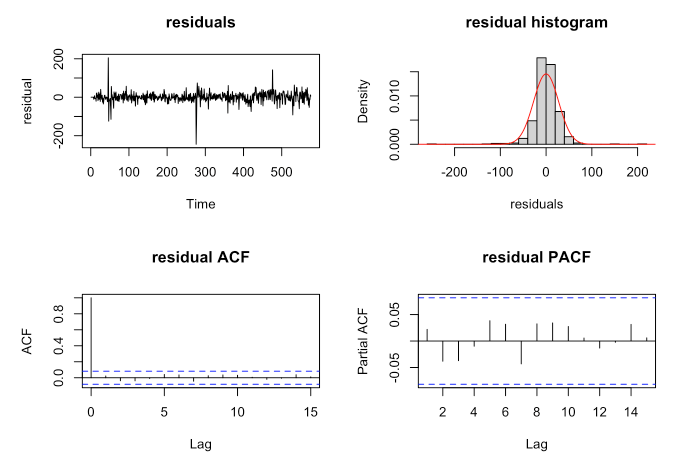 residuals
residual
200
0
-200
0 100 200 300 400 500
Time
residual histogram
Density
0.010
0.000
-200 -100 0 100 200
residuals
residual ACF
ACF
0.8
0.4
0.0
0 5 10 15
Lag
residual PACF
Partial ACF
0.05
-0.05
2 4 6 8 10 12 14
Lag